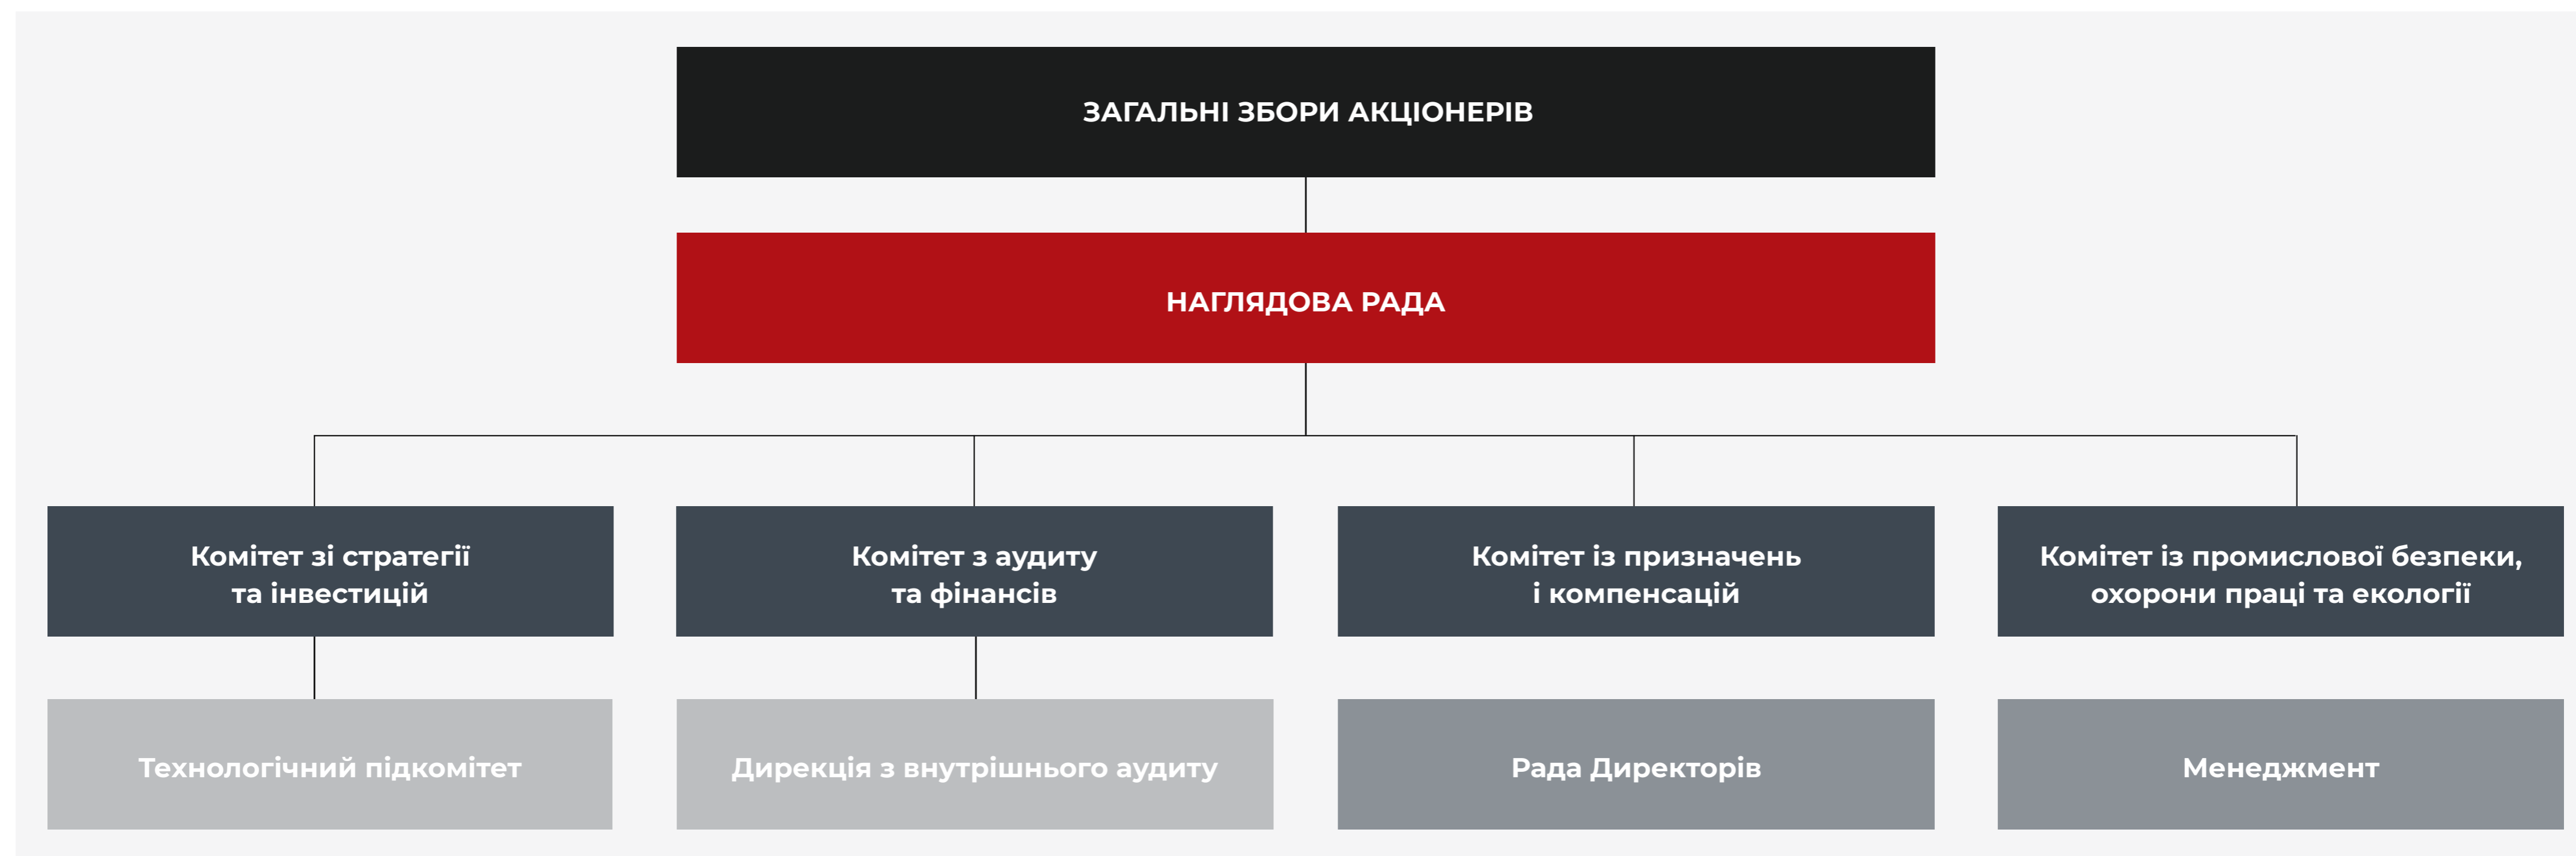 ЗАГАЛЬНІ ЗБОРИ АКЦІОНЕРІВ
НАГЛЯДОВА РАДА
Комітет зі стратегії
та інвестицій
Комітет з аудиту
та фінансів
Комітет із призначень
і компенсацій
Комітет із промислової безпеки,
охорони праці та екології
Технологічний підкомітет
Дирекція з внутрішнього аудиту
Рада Директорів
Менеджмент